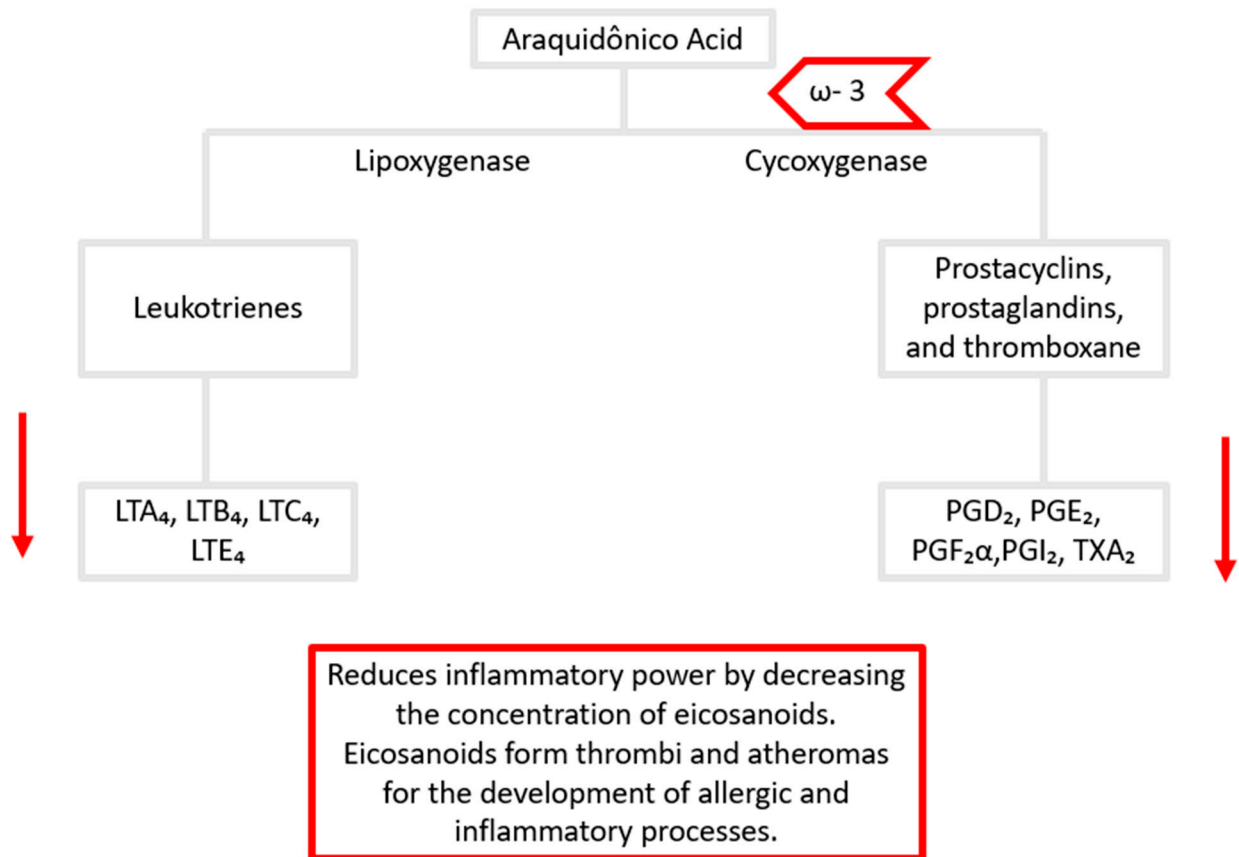 Araquidônico Acid
ω- 3
Lipoxygenase
Cycoxygenase
Leukotrienes
Prostacyclins,
prostaglandins,
and thromboxane
LTA₄, LTB₄, LTC₄,
LTE₄
PGD₂, PGE₂,
PGF₂α,PGI₂, TXA₂
Reduces inflammatory power by decreasing
the concentration of eicosanoids.
Eicosanoids form thrombi and atheromas
for the development of allergic and
inflammatory processes.